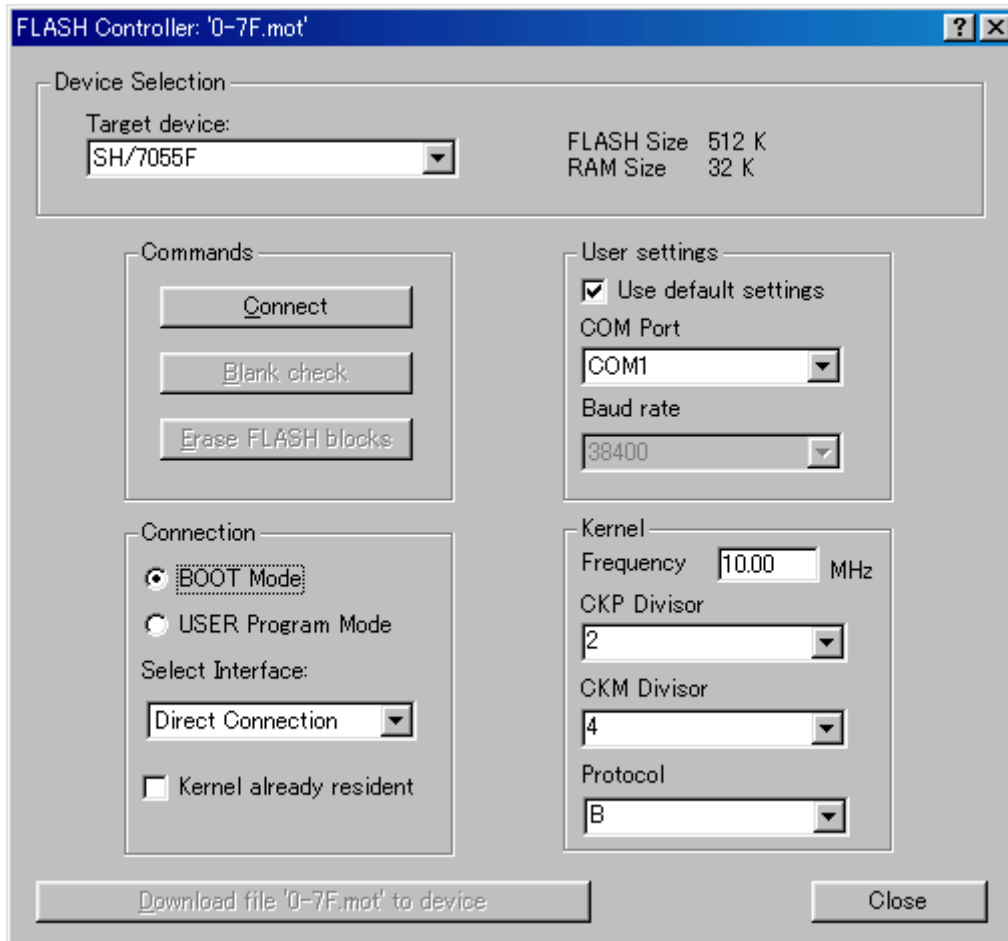 FLASH Controller: '0-7F.mot'
Device Selection
Target device:
SH/7055F
FLASH Size 512 K
RAM Size 32 K
Commands
Connect
Blank check
Erase FLASH blocks
User settings
Use default settings
COM Port
COM1
Baud rate
38400
Connection
BOOT Mode
USER Program Mode
Select Interface:
Direct Connection
Kernel already resident
Kernel
Frequency 10.00 MHz
CKP Divisor
2
CKM Divisor
4
Protocol
B
Download file '0-7F.mot' to device
Close